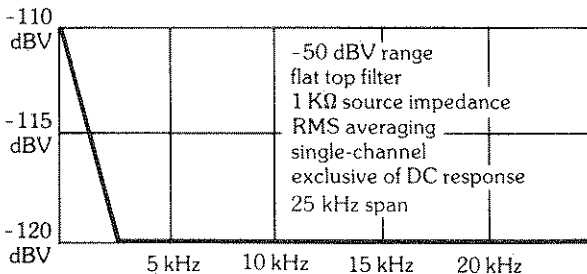 -110
dBV
-50 dBV range
flat top filter
1 KΩ source impedance
RMS averaging
single-channel
exclusive of DC response
25 kHz span
-115
dBV
-120
dBV
5 kHz 10 kHz 15 kHz 20 kHz